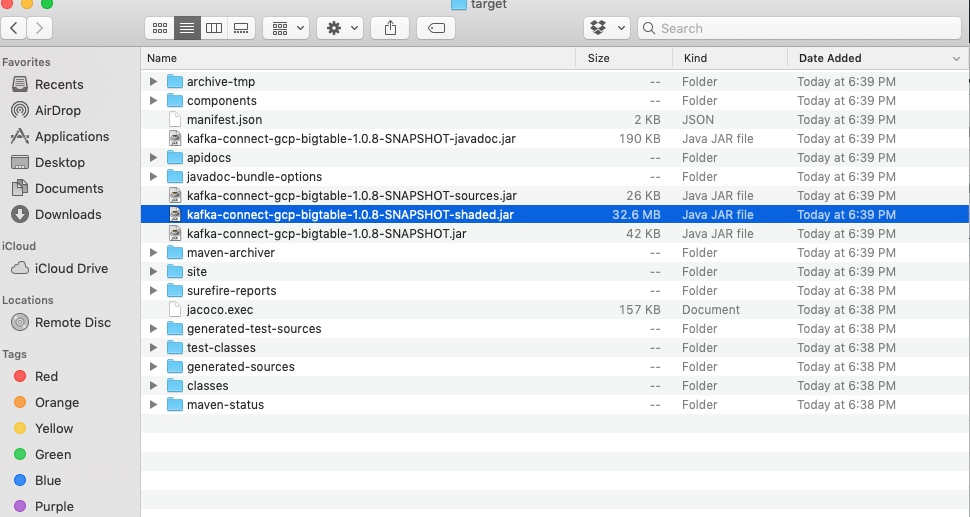 target
Search
Favorites
Recents
AirDrop
Applications
Desktop
Documents
Downloads
iCloud
iCloud Drive
Locations
Remote Disc
Tags
Red
Orange
Yellow
Green
Blue
Purple
Name Size Kind Date Added
archive-tmp -- Folder Today at 6:39 PM
components -- Folder Today at 6:39 PM
manifest.json 2 KB JSON Today at 6:39 PM
kafka-connect-gcp-bigtable-1.0.8-SNAPSHOT-javadoc.jar 190 KB Java JAR file Today at 6:39 PM
apidocs -- Folder Today at 6:39 PM
javadoc-bundle-options -- Folder Today at 6:39 PM
kafka-connect-gcp-bigtable-1.0.8-SNAPSHOT-sources.jar 26 KB Java JAR file Today at 6:39 PM
kafka-connect-gcp-bigtable-1.0.8-SNAPSHOT-shaded.jar 32.6 MB Java JAR file Today at 6:39 PM
kafka-connect-gcp-bigtable-1.0.8-SNAPSHOT.jar 42 KB Java JAR file Today at 6:39 PM
maven-archiver -- Folder Today at 6:39 PM
site -- Folder Today at 6:39 PM
surefire-reports -- Folder Today at 6:39 PM
jacoco.exec 157 KB Document Today at 6:38 PM
generated-test-sources -- Folder Today at 6:38 PM
test-classes -- Folder Today at 6:38 PM
generated-sources -- Folder Today at 6:38 PM
classes -- Folder Today at 6:38 PM
maven-status -- Folder Today at 6:38 PM